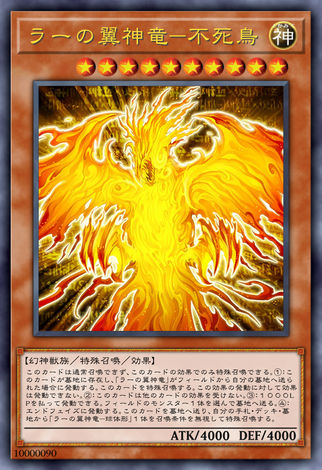 ラーの翼神竜－不死鳥
神
かみ
【幻神獣族／特殊召喚／効果】
このカードは通常召喚できず、このカードの効果でのみ特殊召喚できる。①：こ
のカードが墓地に存在し、「ラーの翼神竜」がフィールドから自分の墓地へ送ら
れた場合に発動する。このカードを特殊召喚する。この効果の発動に対して効果
は発動できない。②：このカードは他のカードの効果を受けない。③：１０００Ｌ
Ｐを払って発動できる。フィールドのモンスター１体を選んで墓地へ送る。④：
エンドフェイズに発動する。このカードを墓地へ送り、自分の手札・デッキ・墓
地から「ラーの翼神竜－球体形」１体を召喚条件を無視して特殊召喚する。
ATK/4000 DEF/4000
10000090